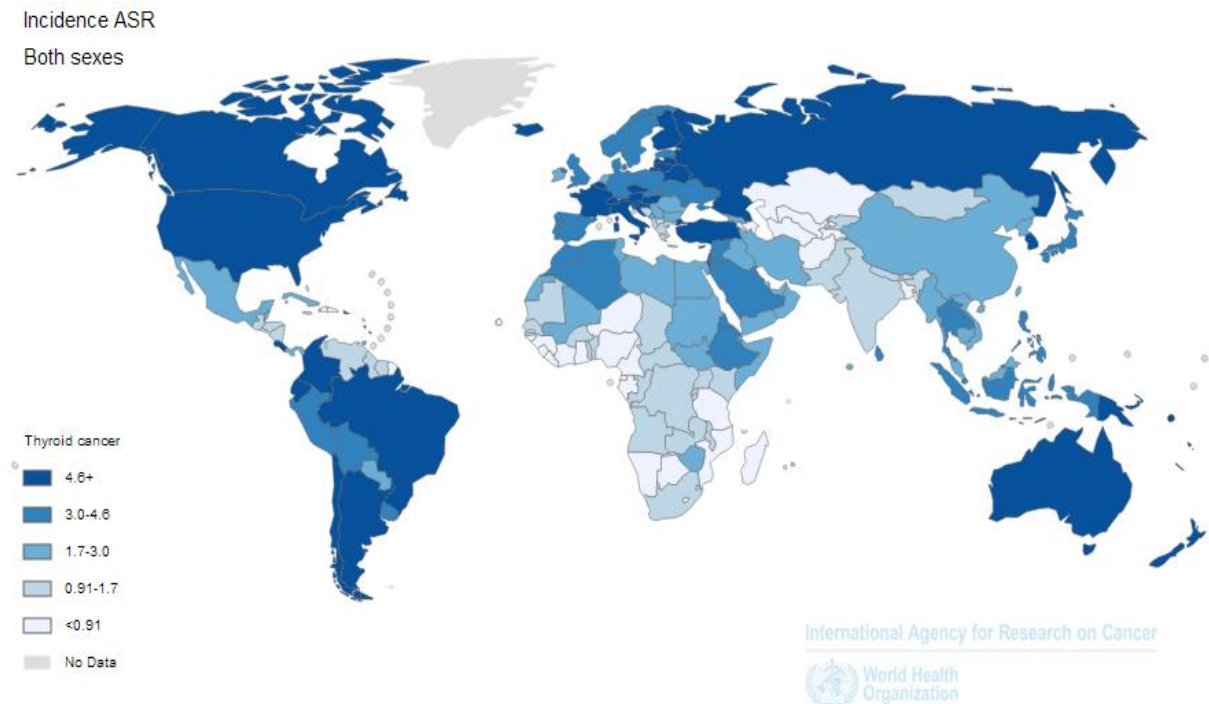 Incidence ASR
Both sexes
Thyroid cancer
4.6+
3.0-4.6
1.7-3.0
0.91-1.7
<0.91
No Data
International Agency for Research on Cancer
World Health
Organization